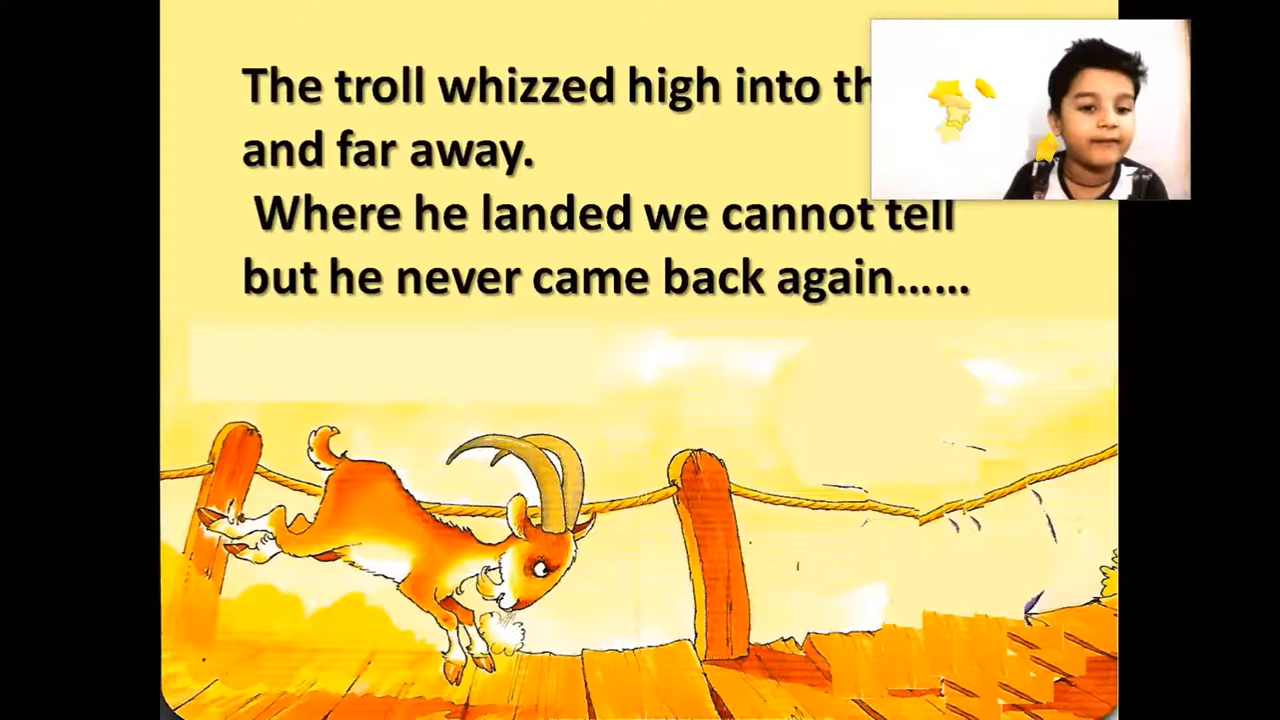 The troll whizzed high into
and far away.
Where he landed we cannot tell
but he never came back again……